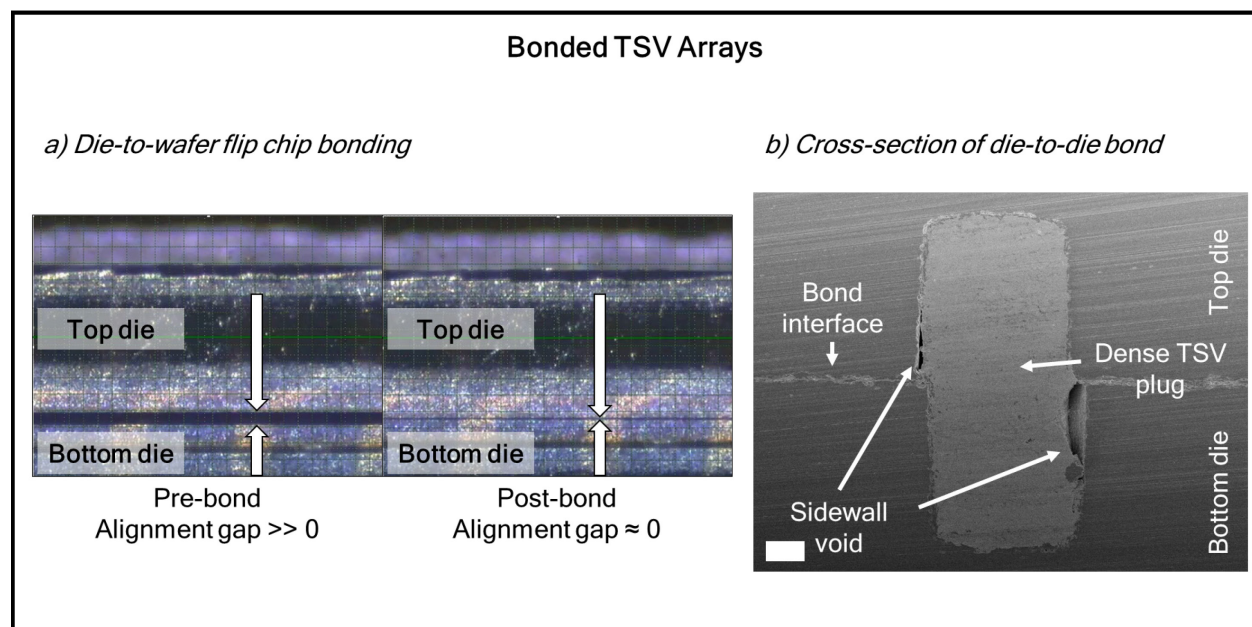 Bonded TSV Arrays
a) Die-to-wafer flip chip bonding
Top die
Bottom die
Top die
Bottom die
Pre-bond
Alignment gap >> 0
Post-bond
Alignment gap ≈ 0
b) Cross-section of die-to-die bond
Bond
interface
Dense TSV
plug
Sidewall
void
Top die
Bottom die